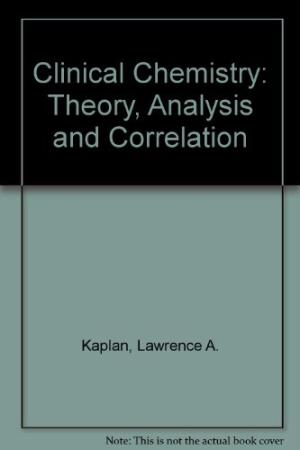 Clinical Chemistry:
Theory, Analysis
and Correlation
Kaplan, Lawrence A.
Note: This is not the actual book cover